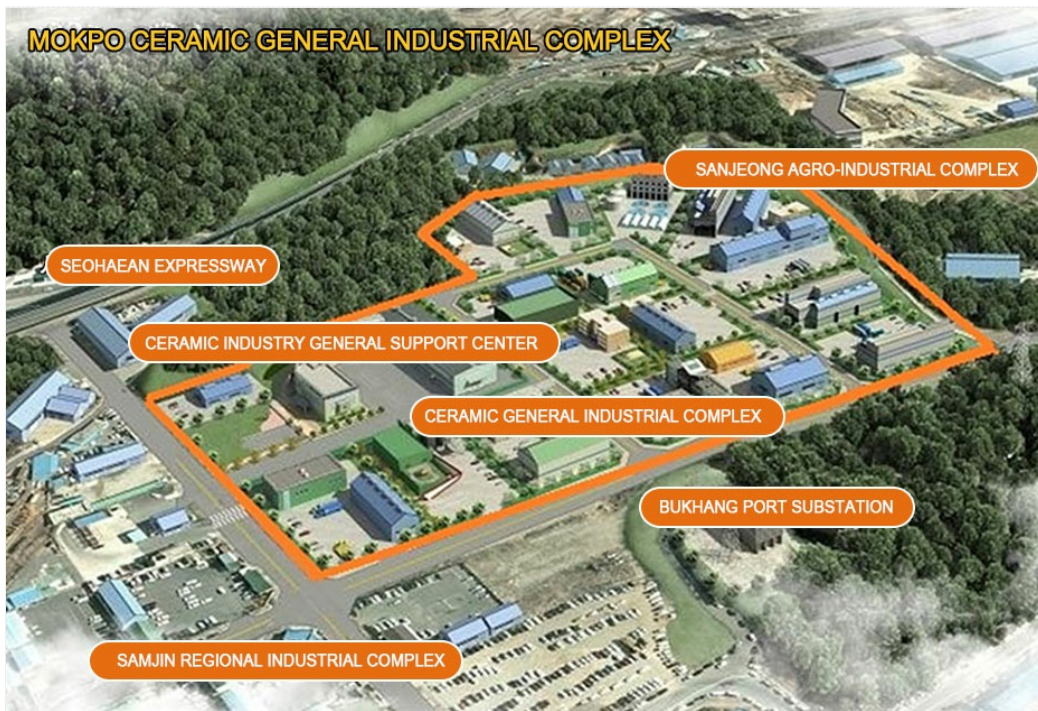 MOKPO CERAMIC GENERAL INDUSTRIAL COMPLEX
SANJEONG AGRO-INDUSTRIAL COMPLEX
SEOHAEAN EXPRESSWAY
CERAMIC INDUSTRY GENERAL SUPPORT CENTER
CERAMIC GENERAL INDUSTRIAL COMPLEX
BUKHANG PORT SUBSTATION
SAMJIN REGIONAL INDUSTRIAL COMPLEX